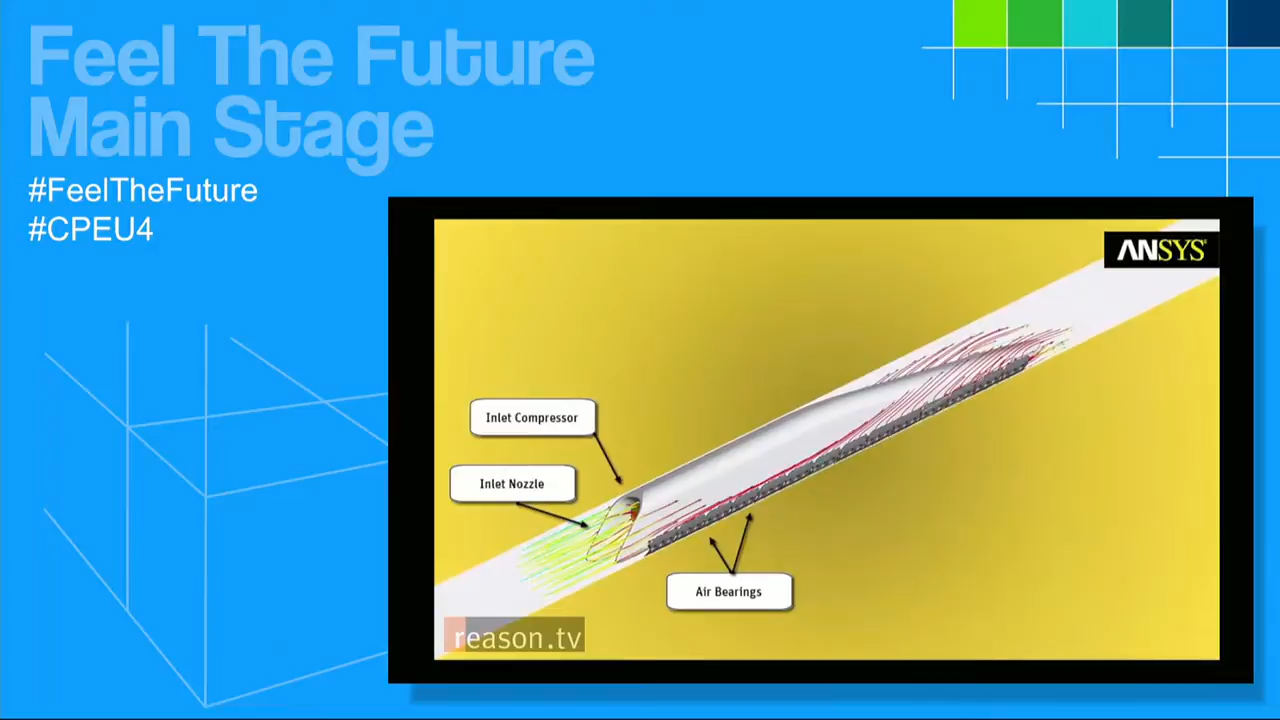 Feel The Future
Main Stage
#FeelTheFuture
#CPEU4
ANSYS
Inlet Compressor
Inlet Nozzle
Air Bearings
reason.tv